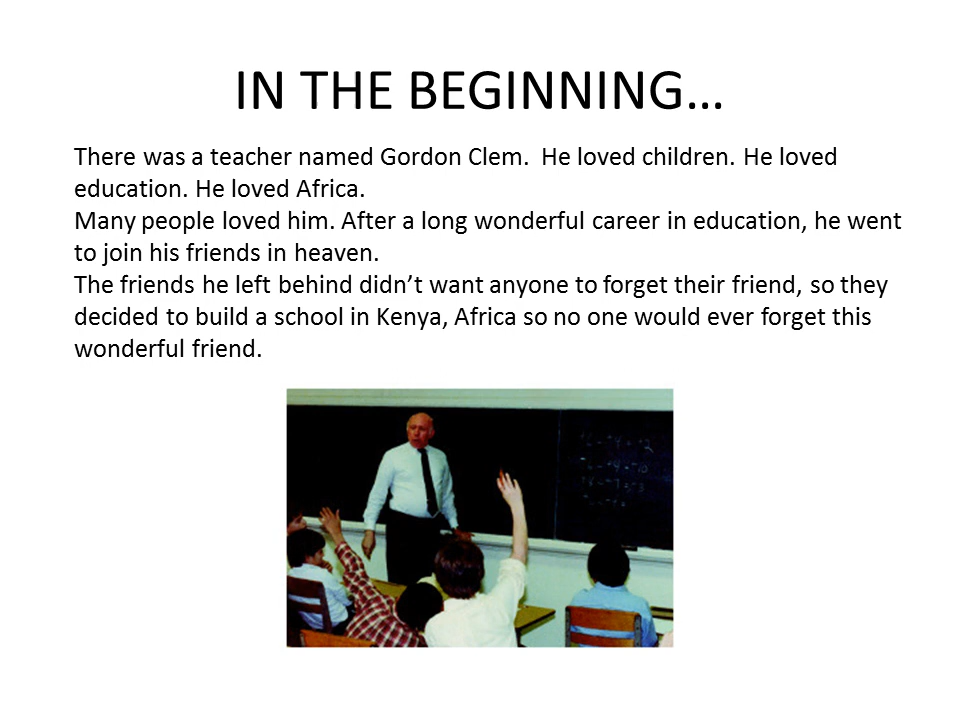 IN THE BEGINNING…
There was a teacher named Gordon Clem.  He loved children. He loved
education. He loved Africa.
Many people loved him. After a long wonderful career in education, he went
to join his friends in heaven.
The friends he left behind didn’t want anyone to forget their friend, so they
decided to build a school in Kenya, Africa so no one would ever forget this
wonderful friend.